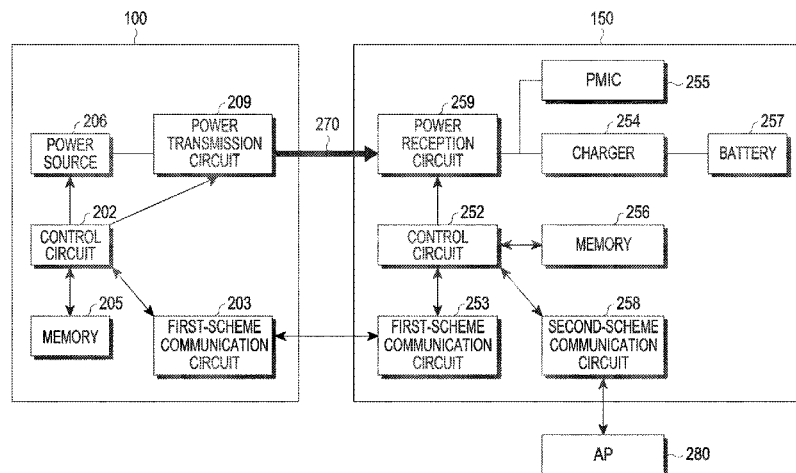 100
150
206
POWER
SOURCE
209
POWER
TRANSMISSION
CIRCUIT
270
259
POWER
RECEPTION
CIRCUIT
PMIC
255
254
CHARGER
257
BATTERY
202
CONTROL
CIRCUIT
252
CONTROL
CIRCUIT
256
MEMORY
205
MEMORY
203
FIRST-SCHEME
COMMUNICATION
CIRCUIT
253
FIRST-SCHEME
COMMUNICATION
CIRCUIT
258
SECOND-SCHEME
COMMUNICATION
CIRCUIT
AP
280